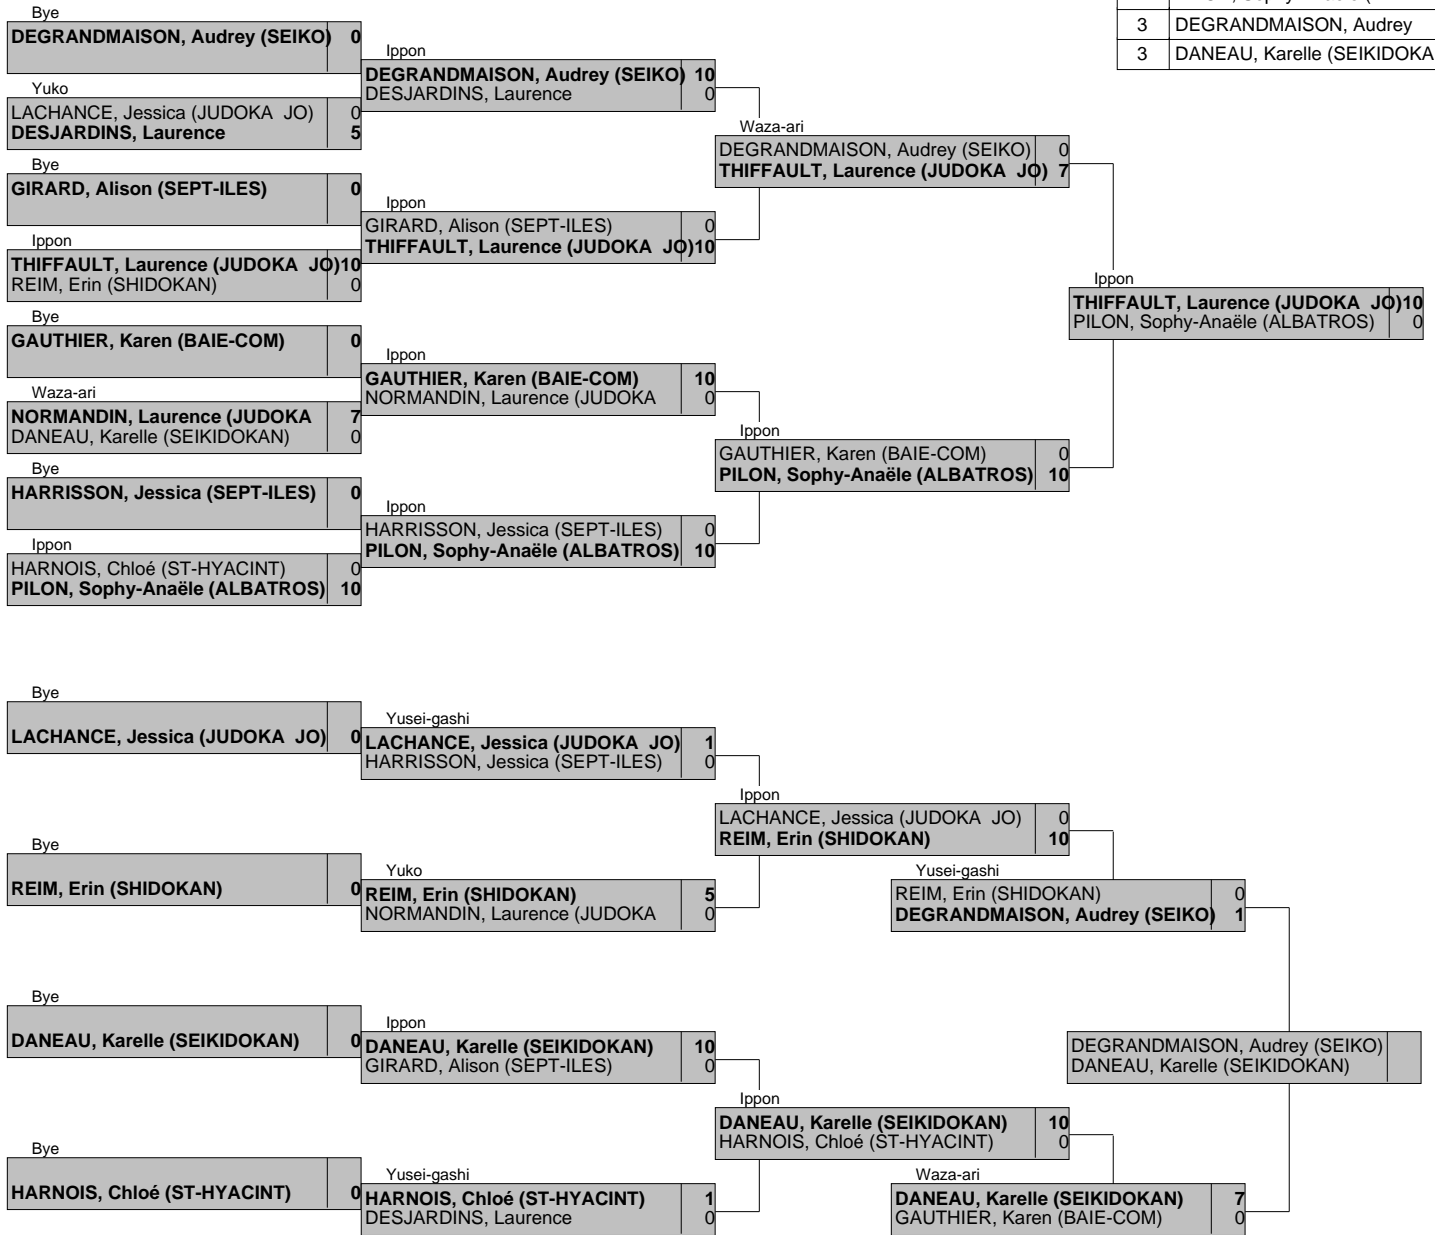 3 DEGRANDMAISON, Audrey
3 DANEAU, Karelle (SEIKIDOKA
Bye
DEGRANDMAISON, Audrey (SEIKO) 0
Yuko
LACHANCE, Jessica (JUDOKA JO) 0
DESJARDINS, Laurence 5
Bye
GIRARD, Alison (SEPT-ILES) 0
Ippon
THIFFAULT, Laurence (JUDOKA JO)10
REIM, Erin (SHIDOKAN) 0
Bye
GAUTHIER, Karen (BAIE-COM) 0
Waza-ari
NORMANDIN, Laurence (JUDOKA 7
DANEAU, Karelle (SEIKIDOKAN) 0
Bye
HARRISSON, Jessica (SEPT-ILES) 0
Ippon
HARNOIS, Chloé (ST-HYACINT) 0
PILON, Sophy-Anaële (ALBATROS) 10
Ippon
DEGRANDMAISON, Audrey (SEIKO) 10
DESJARDINS, Laurence 0
Ippon
GIRARD, Alison (SEPT-ILES) 0
THIFFAULT, Laurence (JUDOKA JO)10
Ippon
GAUTHIER, Karen (BAIE-COM) 10
NORMANDIN, Laurence (JUDOKA 0
Ippon
HARRISSON, Jessica (SEPT-ILES) 0
PILON, Sophy-Anaële (ALBATROS) 10
Waza-ari
DEGRANDMAISON, Audrey (SEIKO) 0
THIFFAULT, Laurence (JUDOKA JO) 7
Ippon
GAUTHIER, Karen (BAIE-COM) 0
PILON, Sophy-Anaële (ALBATROS) 10
Ippon
THIFFAULT, Laurence (JUDOKA JO)10
PILON, Sophy-Anaële (ALBATROS) 0
Bye
LACHANCE, Jessica (JUDOKA JO) 0
Bye
REIM, Erin (SHIDOKAN) 0
Bye
DANEAU, Karelle (SEIKIDOKAN) 0
Bye
HARNOIS, Chloé (ST-HYACINT) 0
Yusei-gashi
LACHANCE, Jessica (JUDOKA JO) 1
HARRISSON, Jessica (SEPT-ILES) 0
Yuko
REIM, Erin (SHIDOKAN) 5
NORMANDIN, Laurence (JUDOKA 0
Ippon
DANEAU, Karelle (SEIKIDOKAN) 10
GIRARD, Alison (SEPT-ILES) 0
Yusei-gashi
HARNOIS, Chloé (ST-HYACINT) 1
DESJARDINS, Laurence 0
Ippon
LACHANCE, Jessica (JUDOKA JO) 0
REIM, Erin (SHIDOKAN) 10
Ippon
DANEAU, Karelle (SEIKIDOKAN) 10
HARNOIS, Chloé (ST-HYACINT) 0
Yusei-gashi
REIM, Erin (SHIDOKAN) 0
DEGRANDMAISON, Audrey (SEIKO) 1
Waza-ari
DANEAU, Karelle (SEIKIDOKAN) 7
GAUTHIER, Karen (BAIE-COM) 0
DEGRANDMAISON, Audrey (SEIKO)
DANEAU, Karelle (SEIKIDOKAN)